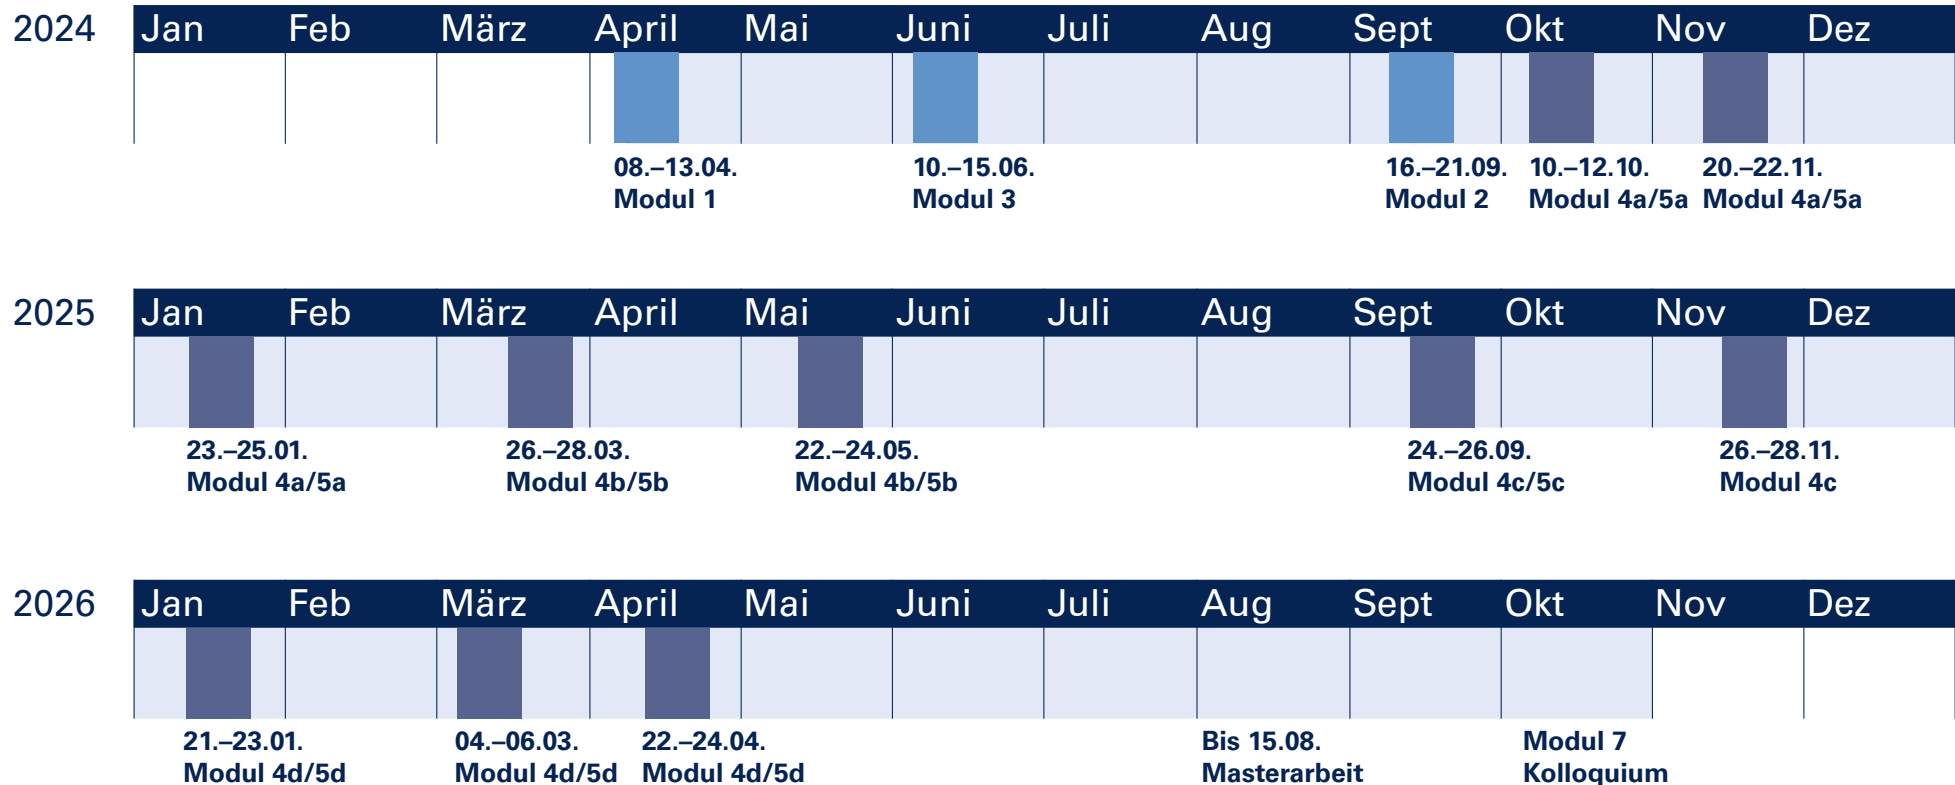 2024 Jan Feb März April Mai Juni Juli Aug Sept Okt Nov Dez
08.–13.04. 10.–15.06. 16.–21.09. 10.–12.10. 20.–22.11.
Modul 1 Modul 3 Modul 2 Modul 4a/5a Modul 4a/5a
2025 Jan Feb März April Mai Juni Juli Aug Sept Okt Nov Dez
23.–25.01. 26.–28.03. 22.–24.05. 24.–26.09. 26.–28.11.
Modul 4a/5a Modul 4b/5b Modul 4b/5b Modul 4c/5c Modul 4c
2026 Jan Feb März April Mai Juni Juli Aug Sept Okt Nov Dez
21.–23.01. 04.–06.03. 22.–24.04. Bis 15.08. Modul 7
Modul 4d/5d Modul 4d/5d Modul 4d/5d Masterarbeit Kolloquium